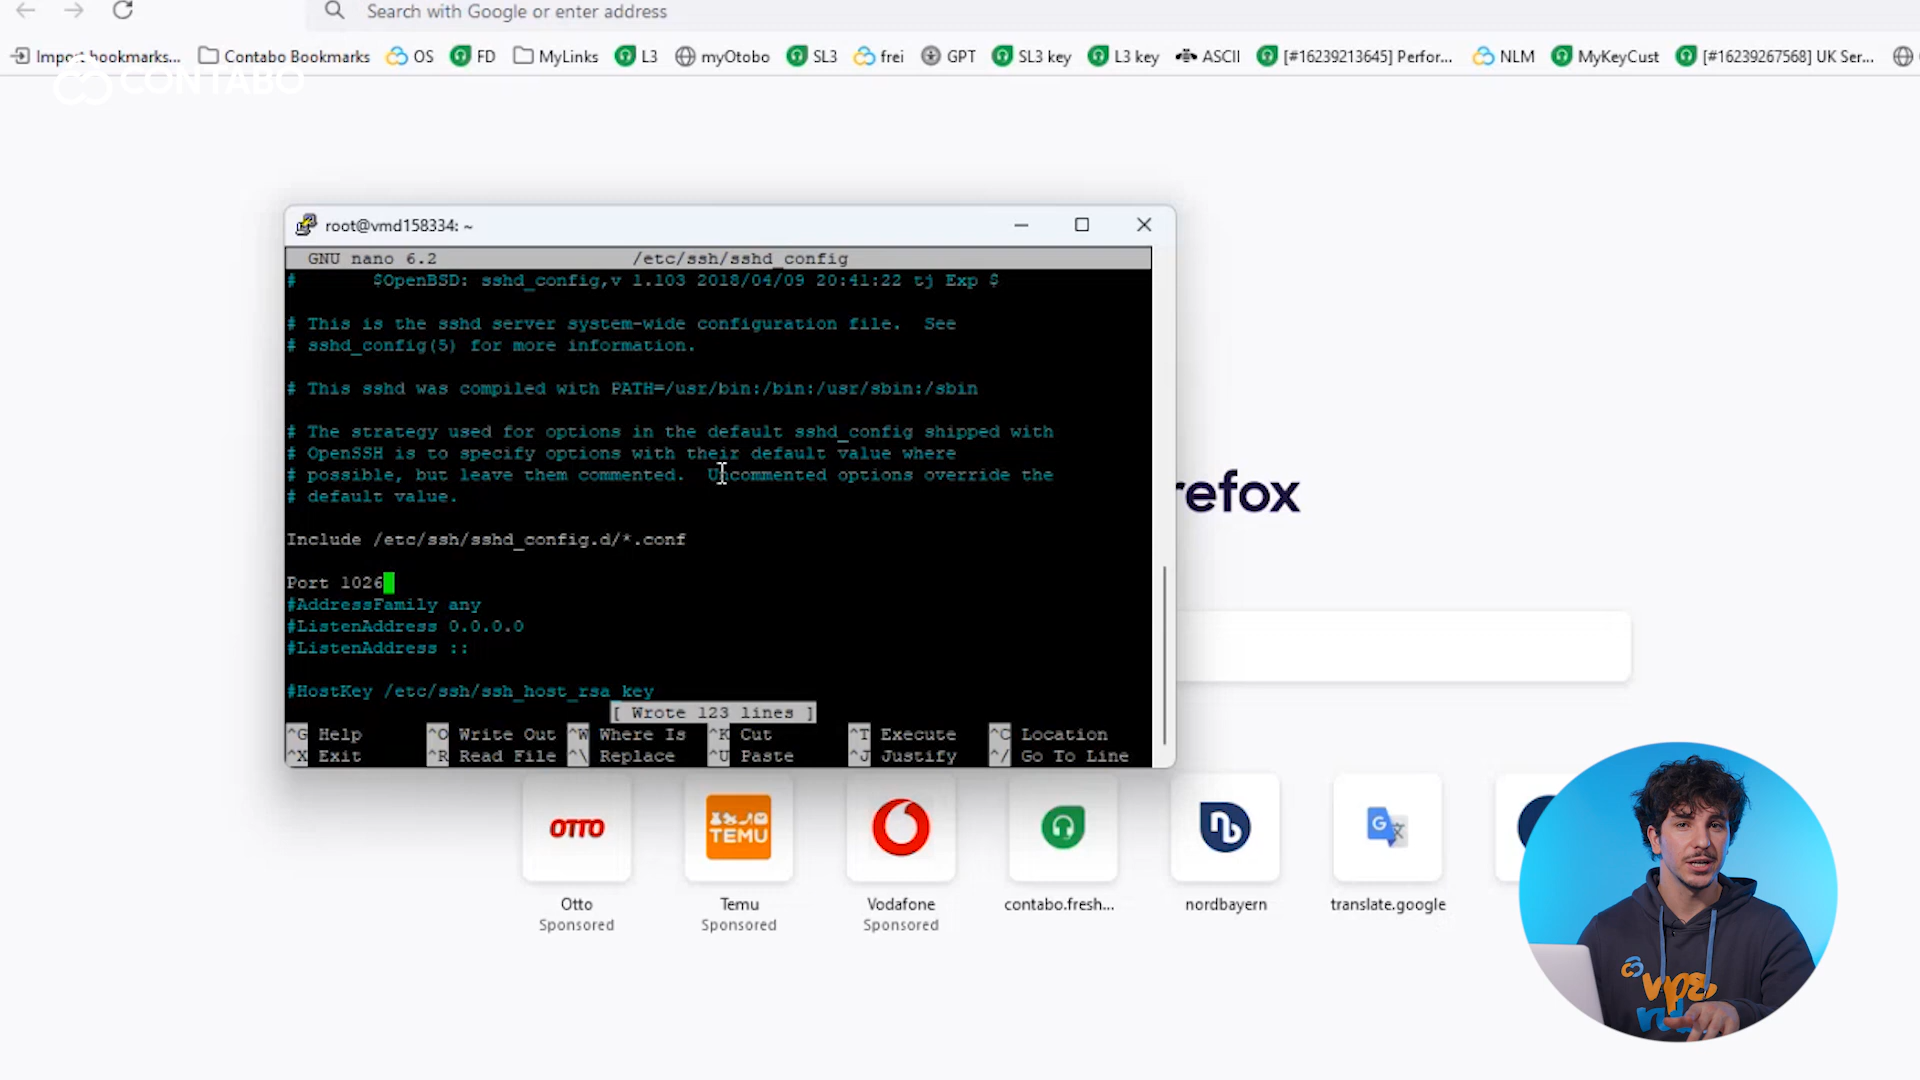 Search with Google or enter address
Import bookmarks... Contabo Bookmarks OS FD MyLinks L3 myOtobo SL3 frei GPT SL3 key L3 key ASCII [#16239213645] Perfor... NLM MyKeyCust [#16239267568] UK Ser...
CONTABO
root@vmd158334: ~
GNU nano 6.2 /etc/ssh/sshd_config
# $OpenBSD: sshd_config,v 1.103 2018/04/09 20:41:22 tj Exp $
# This is the sshd server system-wide configuration file. See
# sshd_config(5) for more information.
# This sshd was compiled with PATH=/usr/bin:/bin:/usr/sbin:/sbin
# The strategy used for options in the default sshd_config shipped with
# OpenSSH is to specify options with their default value where
# possible, but leave them commented. Uncommented options override the
# default value.
Include /etc/ssh/sshd_config.d/*.conf
Port 1026
#AddressFamily any
#ListenAddress 0.0.0.0
#ListenAddress ::
#HostKey /etc/ssh/ssh_host_rsa_key
[ Wrote 123 lines ]
^G Help ^O Write Out ^W Where Is ^K Cut ^T Execute ^C Location
^X Exit ^R Read File ^\ Replace ^U Paste ^J Justify ^/ Go To Line
refox
OTTO
TEMU
Otto
Sponsored
Temu
Sponsored
Vodafone
Sponsored
contabo.fresh...
nordbayern
translate.google